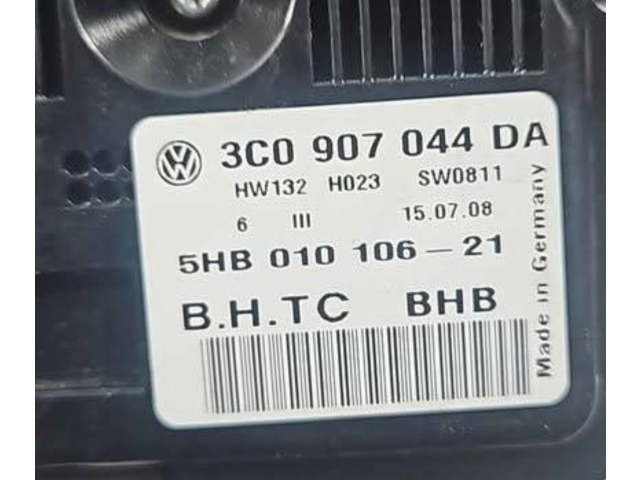 3C0 907 044 DA
HW132 H023 SW0811
6 III 15.07.08
5HB 010 106-21
B.H.TC BHB
Made in Germany